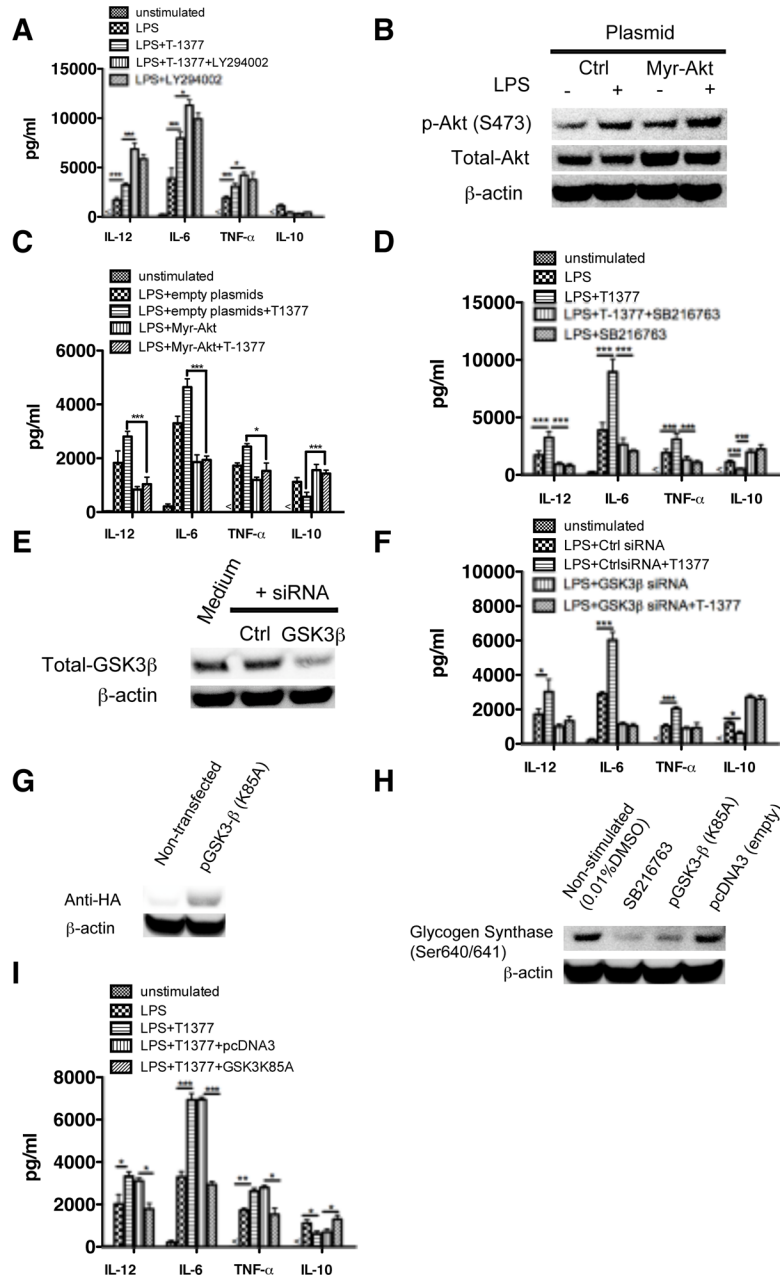 A
unstimulated
LPS
LPS+T-1377
LPS+T-1377+LY294002
LPS+LY294002
15000
10000
5000
0
pg/ml
***
***
***
***
*
***
*
<
<
<
IL-12
IL-6
TNF-α
IL-10
B
Plasmid
Ctrl
Myr-Akt
LPS
-
+
-
+
p-Akt (S473)
Total-Akt
β-actin
C
unstimulated
LPS+empty plasmids
LPS+empty plasmids+T1377
LPS+Myr-Akt
LPS+Myr-Akt+T-1377
6000
4000
2000
0
pg/ml
***
***
*
***
<
<
IL-12
IL-6
TNF-α
IL-10
D
unstimulated
LPS
LPS+T1377
LPS+T-1377+SB216763
LPS+SB216763
15000
10000
5000
0
pg/ml
*** ***
*** ***
*** ***
***
***
<
<
IL-12
IL-6
TNF-α
IL-10
E
Medium
+ siRNA
Ctrl
GSK3β
Total-GSK3β
β-actin
F
unstimulated
LPS+Ctrl siRNA
LPS+CtrlsiRNA+T1377
LPS+GSK3β siRNA
LPS+GSK3β siRNA+T-1377
10000
8000
6000
4000
2000
0
pg/ml
*
***
***
*
<
<
IL-12
IL-6
TNF-α
IL-10
G
Non-transfected
pGSK3-β (K85A)
Anti-HA
β-actin
H
Non-stimulated
(0.01%DMSO)
SB216763
pGSK3-β (K85A)
pcDNA3 (empty)
Glycogen Synthase
(Ser640/641)
β-actin
I
unstimulated
LPS
LPS+T1377
LPS+T1377+pcDNA3
LPS+T1377+GSK3K85A
8000
6000
4000
2000
0
pg/ml
*
*
***
***
**
*
*
*
<
<
IL-12
IL-6
TNF-α
IL-10